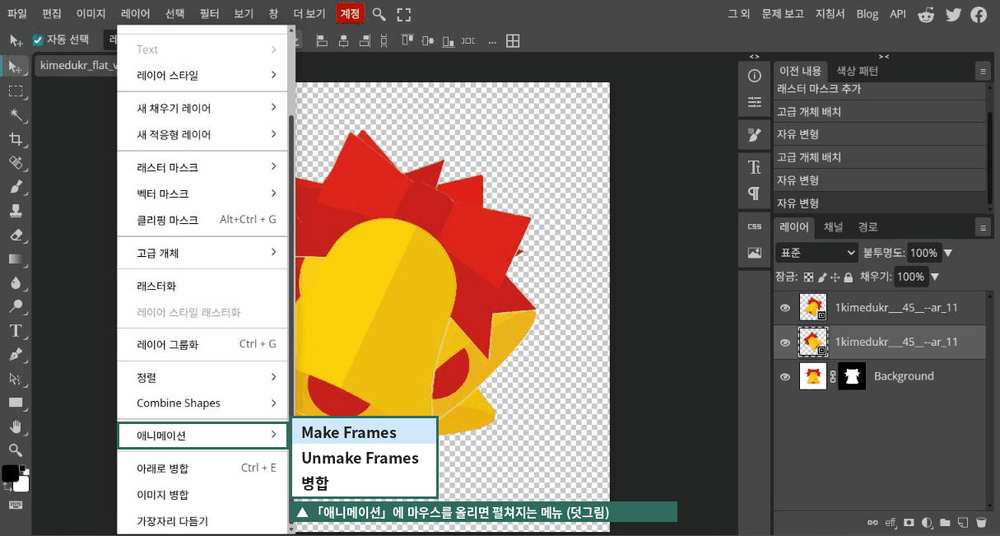 파일 편집 이미지 레이어 선택 필터 보기 창 더 보기 계정 그 외 문제 보고 지침서 Blog API
자동 선택
kimedukr_flat_v
Text
레이어 스타일
새 채우기 레이어
새 적응형 레이어
래스터 마스크
벡터 마스크
클리핑 마스크 Alt+Ctrl + G
고급 개체
래스터화
레이어 스타일 래스터화
레이어 그룹화 Ctrl + G
정렬
Combine Shapes
애니메이션
아래로 병합 Ctrl + E
이미지 병합
가장자리 다듬기
Make Frames
Unmake Frames
병합
▲ 「애니메이션」에 마우스를 올리면 펼쳐지는 메뉴 (덧그림)
CSS
이전 내용 색상 패턴
래스터 마스크 추가
고급 개체 배치
자유 변형
고급 개체 배치
자유 변형
자유 변형
레이어 채널 경로
표준 불투명도: 100%
잠금: 채우기: 100%
1kimedukr__45__--ar_11
1kimedukr__45__--ar_11
Background
eff